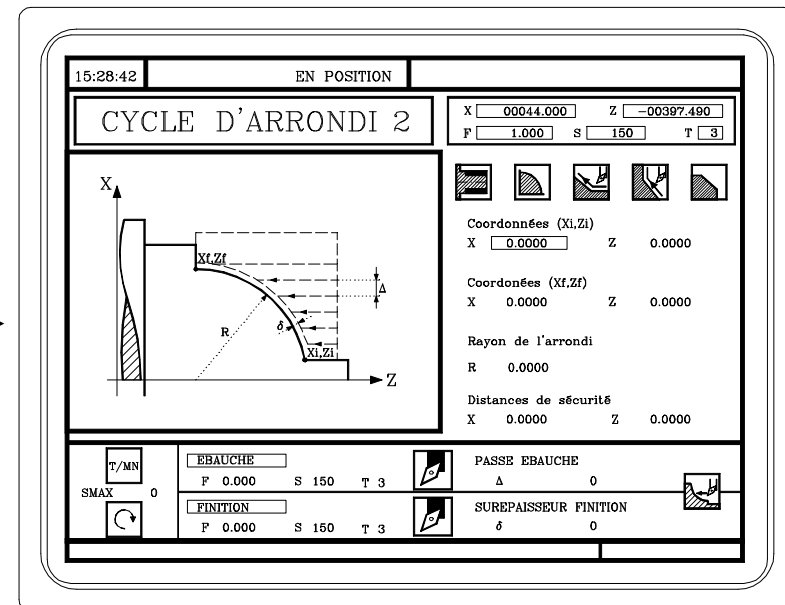 15:28:42 EN POSITION
CYCLE D'ARRONDI 2
X 00044.000 Z -00397.490
F 1.000 S 150 T 3
X
Xf,Zf
Δ
R
δ
Xi,Zi
Z
Coordonnées (Xi,Zi)
X 0.0000 Z 0.0000
Coordonées (Xf,Zf)
X 0.0000 Z 0.0000
Rayon de l'arrondi
R 0.0000
Distances de sécurité
X 0.0000 Z 0.0000
T/MN
SMAX 0
EBAUCHE
F 0.000 S 150 T 3
PASSE EBAUCHE
Δ 0
FINITION
F 0.000 S 150 T 3
SUREPAISSEUR FINITION
δ 0